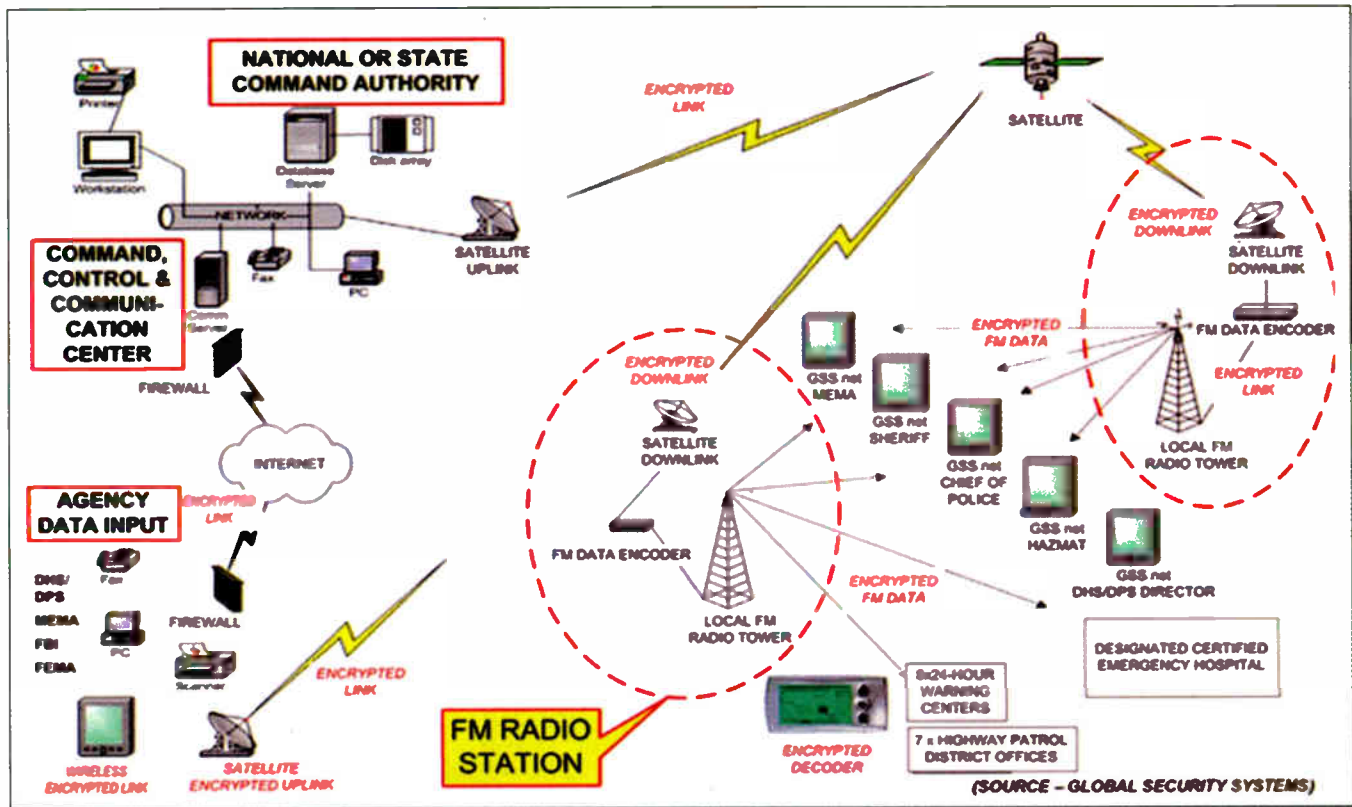 NATIONAL OR STATE
COMMAND AUTHORITY
Printer
Workstation
Database
Server
Disk array
NETWORK
SATELLITE
UPLINK
ENCRYPTED
LINK
SATELLITE
COMMAND,
CONTROL &
COMMUNI-
CATION
CENTER
Comm
Server
Fax
PC
FIREWALL
INTERNET
ENCRYPTED
LINK
AGENCY
DATA INPUT
DHS/
DPS
MEMA
FBI
FEMA
Fax
PC
FIREWALL
Scanner
WIRELESS
ENCRYPTED LINK
SATELLITE
ENCRYPTED UPLINK
ENCRYPTED
LINK
ENCRYPTED
DOWNLINK
SATELLITE
DOWNLINK
FM DATA ENCODER
LOCAL FM
RADIO TOWER
FM RADIO
STATION
ENCRYPTED
DOWNLINK
SATELLITE
DOWNLINK
FM DATA ENCODER
ENCRYPTED
LINK
LOCAL FM
RADIO TOWER
ENCRYPTED
FM DATA
GSS net
MEMA
GSS net
SHERIFF
GSS net
CHIEF OF
POLICE
GSS net
HAZMAT
GSS net
DHS/DPS DIRECTOR
ENCRYPTED
FM DATA
DESIGNATED CERTIFIED
EMERGENCY HOSPITAL
8x24-HOUR
WARNING
CENTERS
7 x HIGHWAY PATROL
DISTRICT OFFICES
ENCRYPTED
DECODER
(SOURCE – GLOBAL SECURITY SYSTEMS)